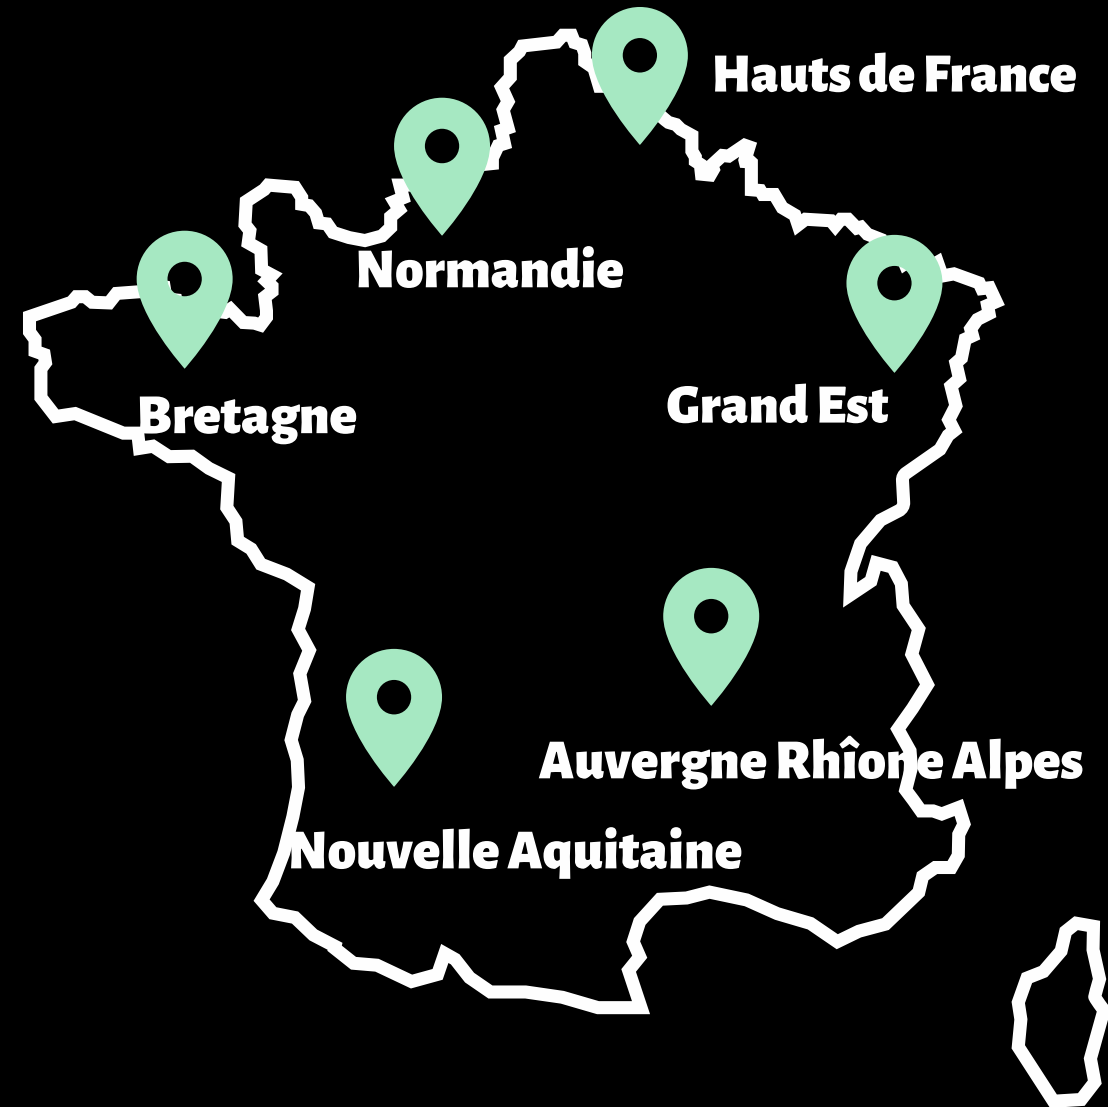 Hauts de France
Normandie
Bretagne
Grand Est
Auvergne Rhîone Alpes
Nouvelle Aquitaine